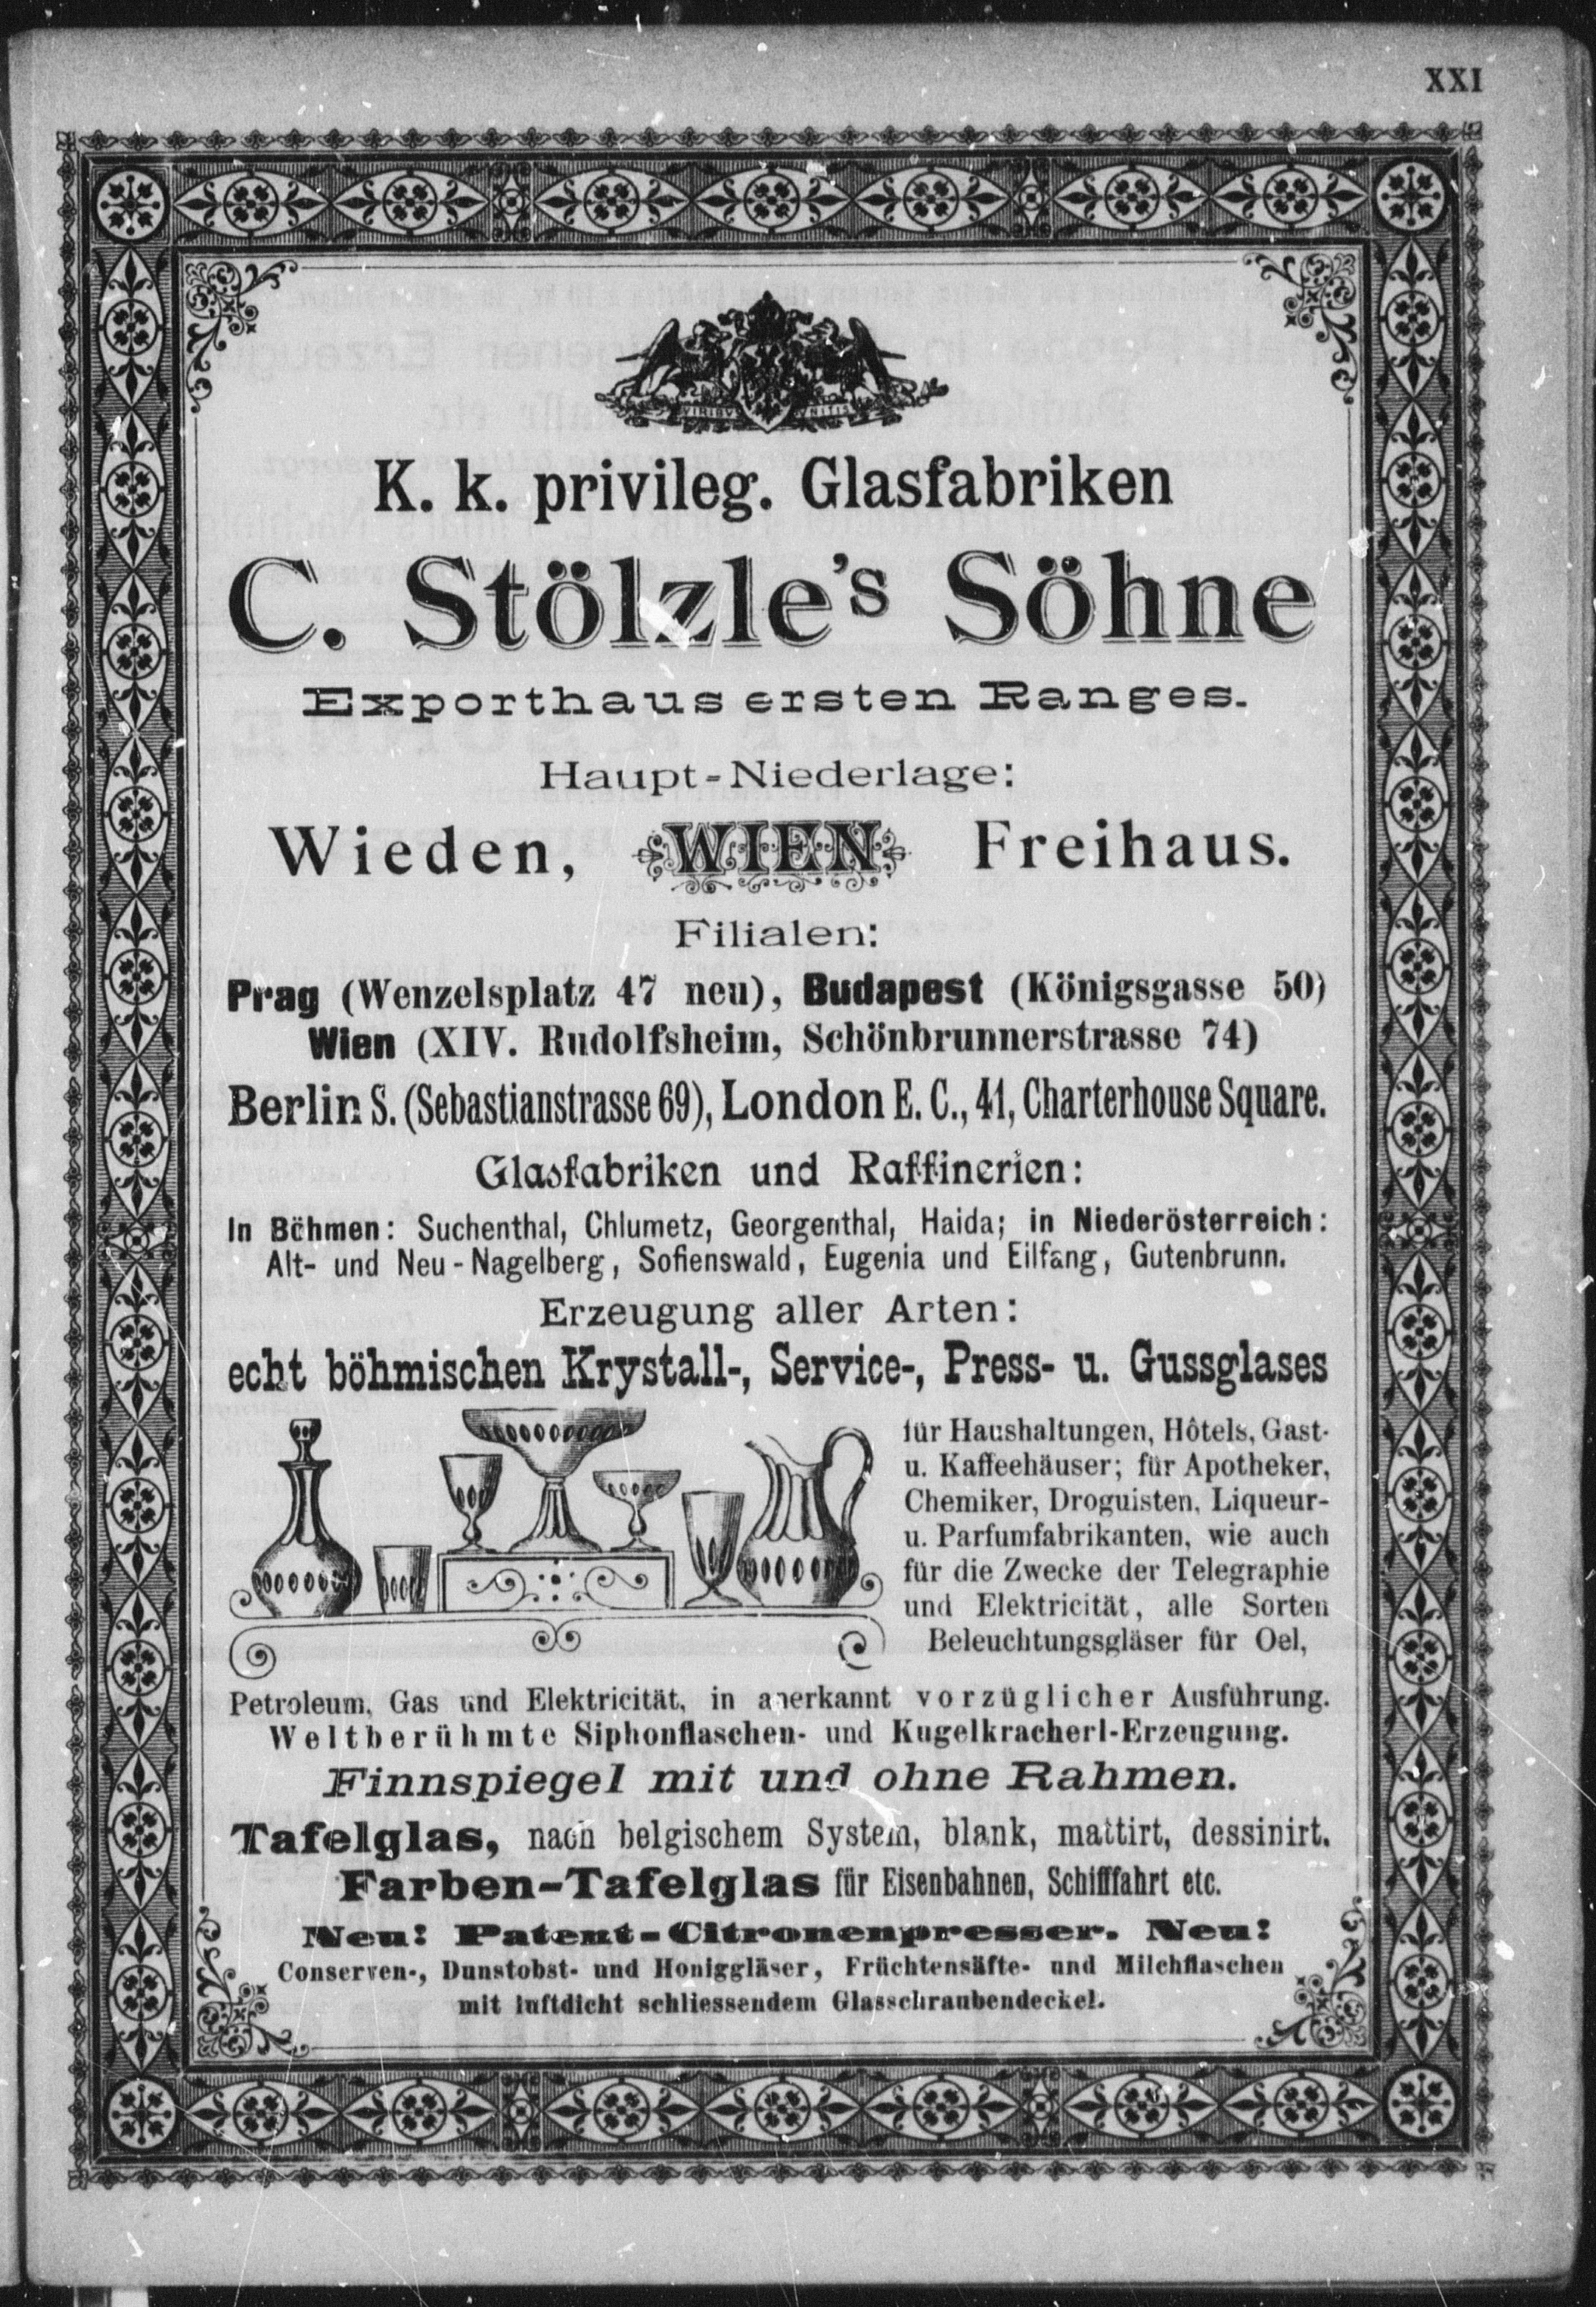 XXI
VIRIBUS UNITIS
K. k. privileg. Glasfabriken
C. Stölzle's Söhne
Exporthaus ersten Ranges.
Haupt-Niederlage:
Wieden, WIEN Freihaus.
Filialen:
Prag (Wenzelsplatz 47 neu), Budapest (Königsgasse 50)
Wien (XIV. Rudolfsheim, Schönbrunnerstrasse 74)
Berlin S. (Sebastianstrasse 69), London E. C., 41, Charterhouse Square.
Glasfabriken und Raffinerien:
In Böhmen: Suchenthal, Chlumetz, Georgenthal, Haida; in Niederösterreich:
Alt- und Neu-Nagelberg, Sofienswald, Eugenia und Eilfang, Gutenbrunn.
Erzeugung aller Arten:
echt böhmischen Krystall-, Service-, Press- u. Gussglases
für Haushaltungen, Hôtels, Gast-
u. Kaffeehäuser; für Apotheker,
Chemiker, Droguisten, Liqueur-
u. Parfumfabrikanten, wie auch
für die Zwecke der Telegraphie
und Elektricität, alle Sorten
Beleuchtungsgläser für Oel,
Petroleum, Gas und Elektricität, in anerkannt vorzüglicher Ausführung.
Weltberühmte Siphonflaschen- und Kugelkracherl-Erzeugung.
Finnspiegel mit und ohne Rahmen.
Tafelglas, nach belgischem System, blank, mattirt, dessinirt.
Farben-Tafelglas für Eisenbahnen, Schifffahrt etc.
Neu! Patent-Citronenpresser. Neu!
Conserven-, Dunstobst- und Honiggläser, Früchtensäfte- und Milchflaschen
mit luftdicht schliessendem Glasschraubendeckel.